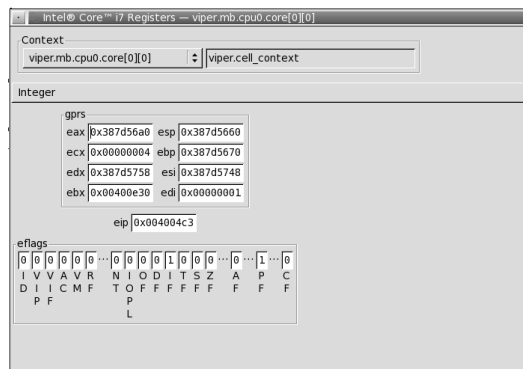 Intel® Core™ i7 Registers — viper.mb.cpu0.core[0][0]
Context
viper.mb.cpu0.core[0][0] viper.cell_context
Integer
gprs
eax 0x387d56a0 esp 0x387d5660
ecx 0x00000004 ebp 0x387d5670
edx 0x387d5758 esi 0x387d5748
ebx 0x00400e30 edi 0x00000001
eip 0x004004c3
eflags
0 0 0 0 0 0 ... 0 0 0 0 1 0 0 0 ... 0 ... 1 ... 0
I V V A V R N I O D I T S Z A P C
D I I C M F T O F F F F F F F F F
P F P
L